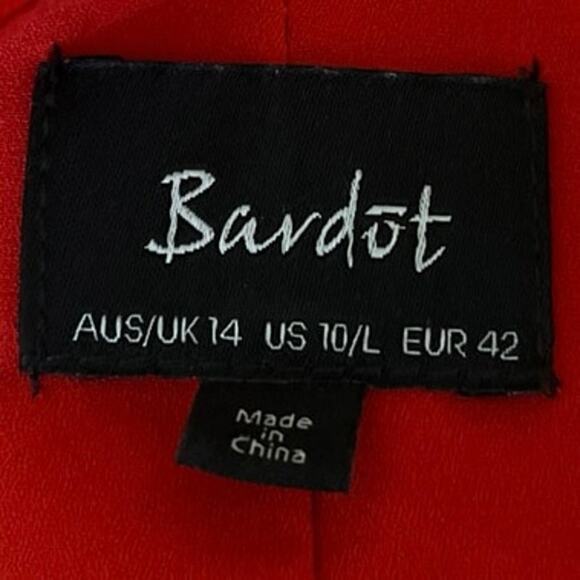 Bardōt
AUS/UK 14 US 10/L EUR 42
Made
in
China